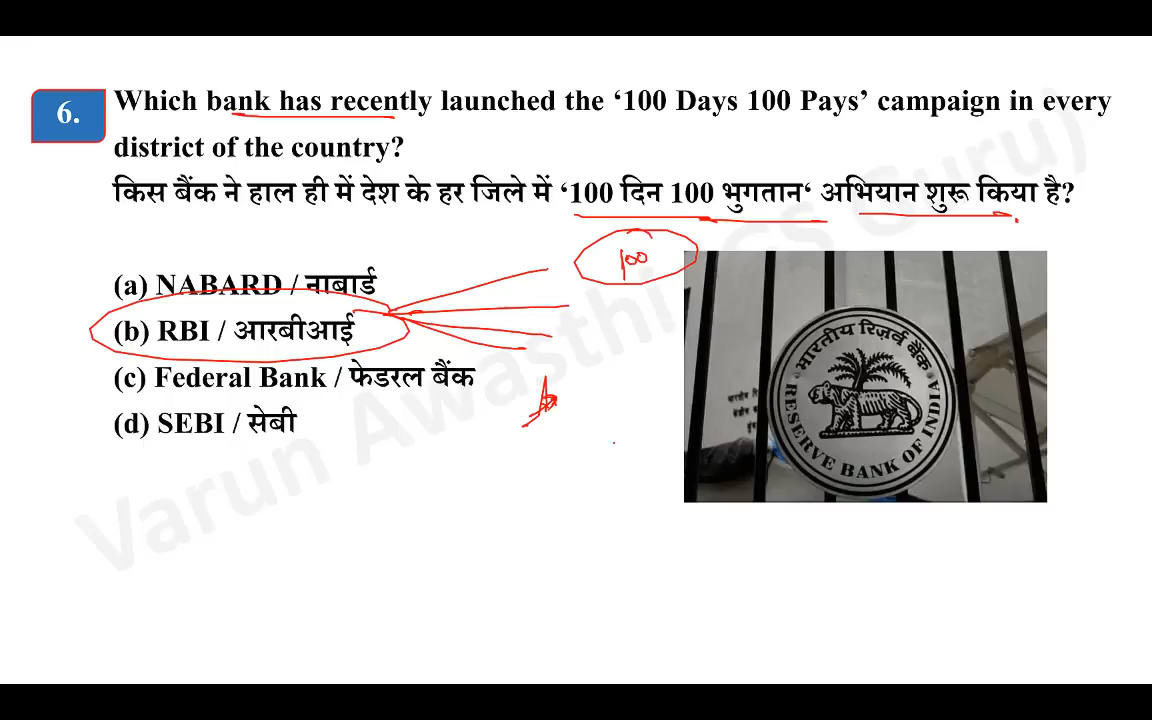 6.
Which bank has recently launched the ‘100 Days 100 Pays’ campaign in every
district of the country?
किस बैंक ने हाल ही में देश के हर जिले में ‘100 दिन 100 भुगतान‘ अभियान शुरू किया है?
100
(a) NABARD / नाबार्ड
(b) RBI / आरबीआई
(c) Federal Bank / फेडरल बैंक
(d) SEBI / सेबी
भारतीय रिज़र्व बैंक
RESERVE BANK OF INDIA
Varun Awasthi (CS Guru)